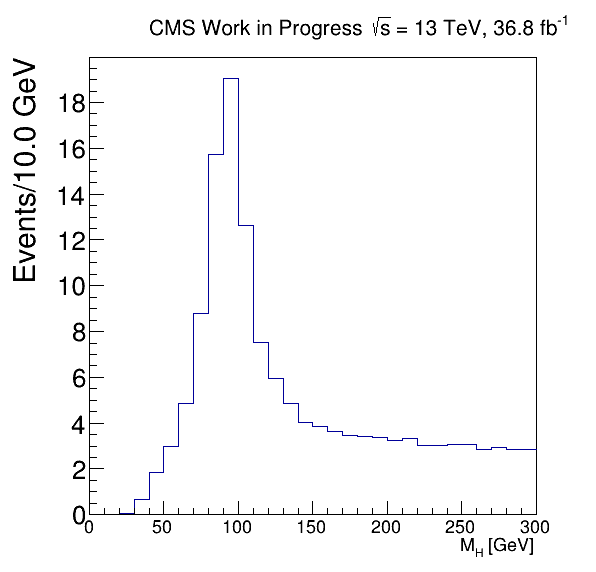 CMS Work in Progress √s = 13 TeV, 36.8 fb⁻¹
Events/10.0 GeV
18
16
14
12
10
8
6
4
2
0
0 50 100 150 200 250 300
M_H [GeV]